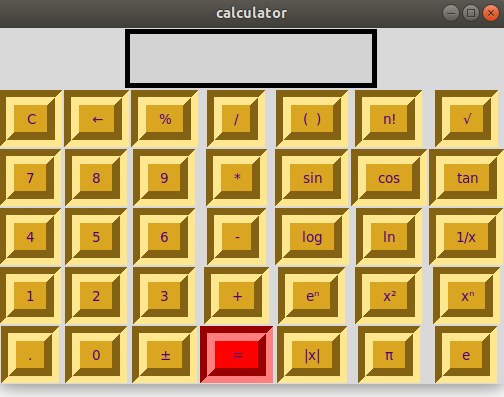 calculator
C ← % / ( ) n! √
7 8 9 * sin cos tan
4 5 6 - log ln 1/x
1 2 3 + eⁿ x² xⁿ
. 0 ± = |x| π e